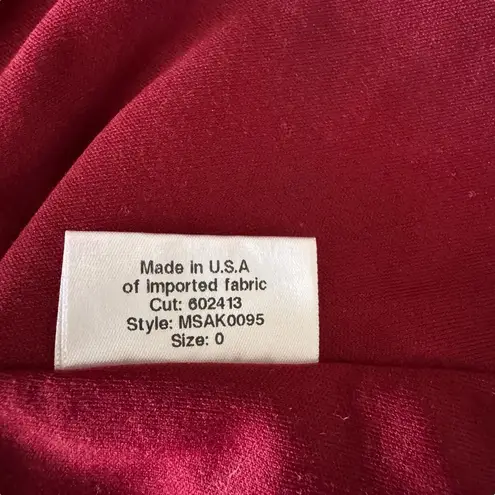 Made in U.S.A
of imported fabric
Cut: 602413
Style: MSAK0095
Size: 0